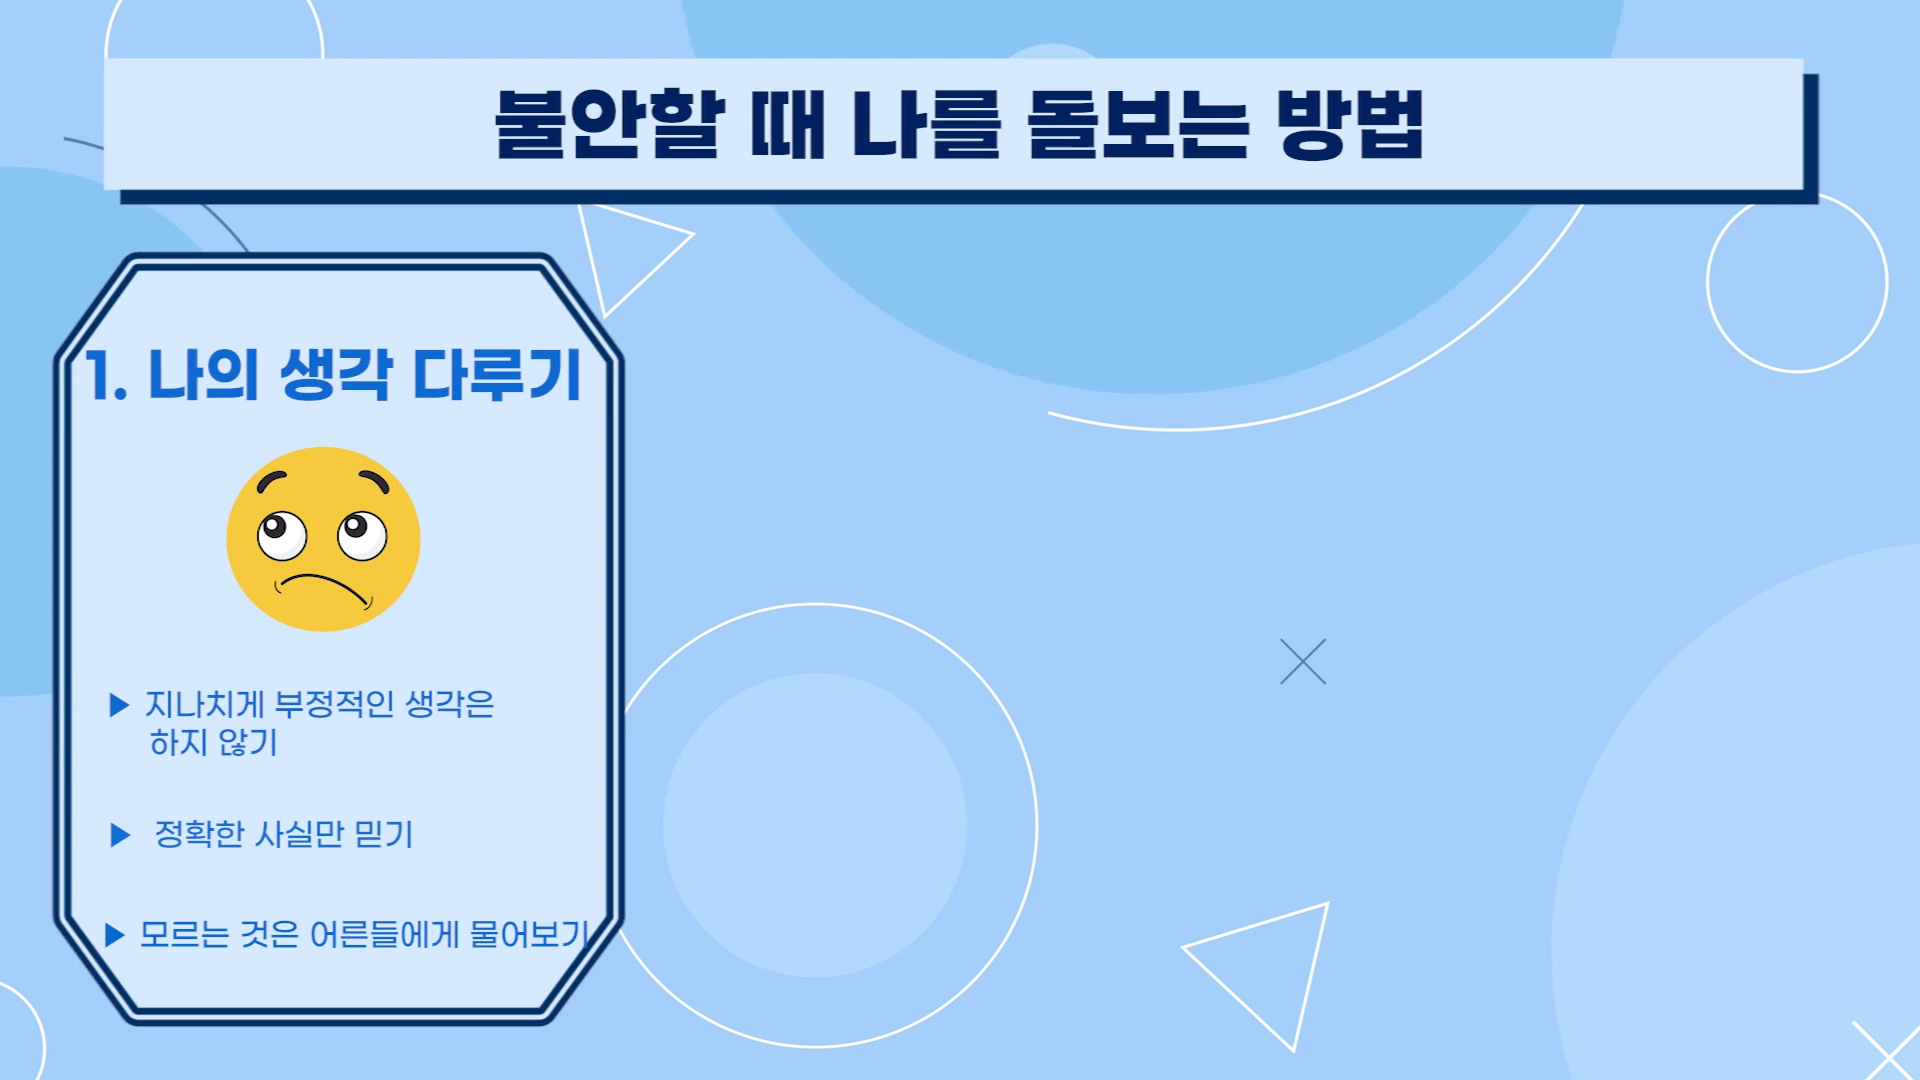 불안할 때 나를 돌보는 방법
1. 나의 생각 다루기
▶ 지나치게 부정적인 생각은
하지 않기
▶ 정확한 사실만 믿기
▶ 모르는 것은 어른들에게 물어보기